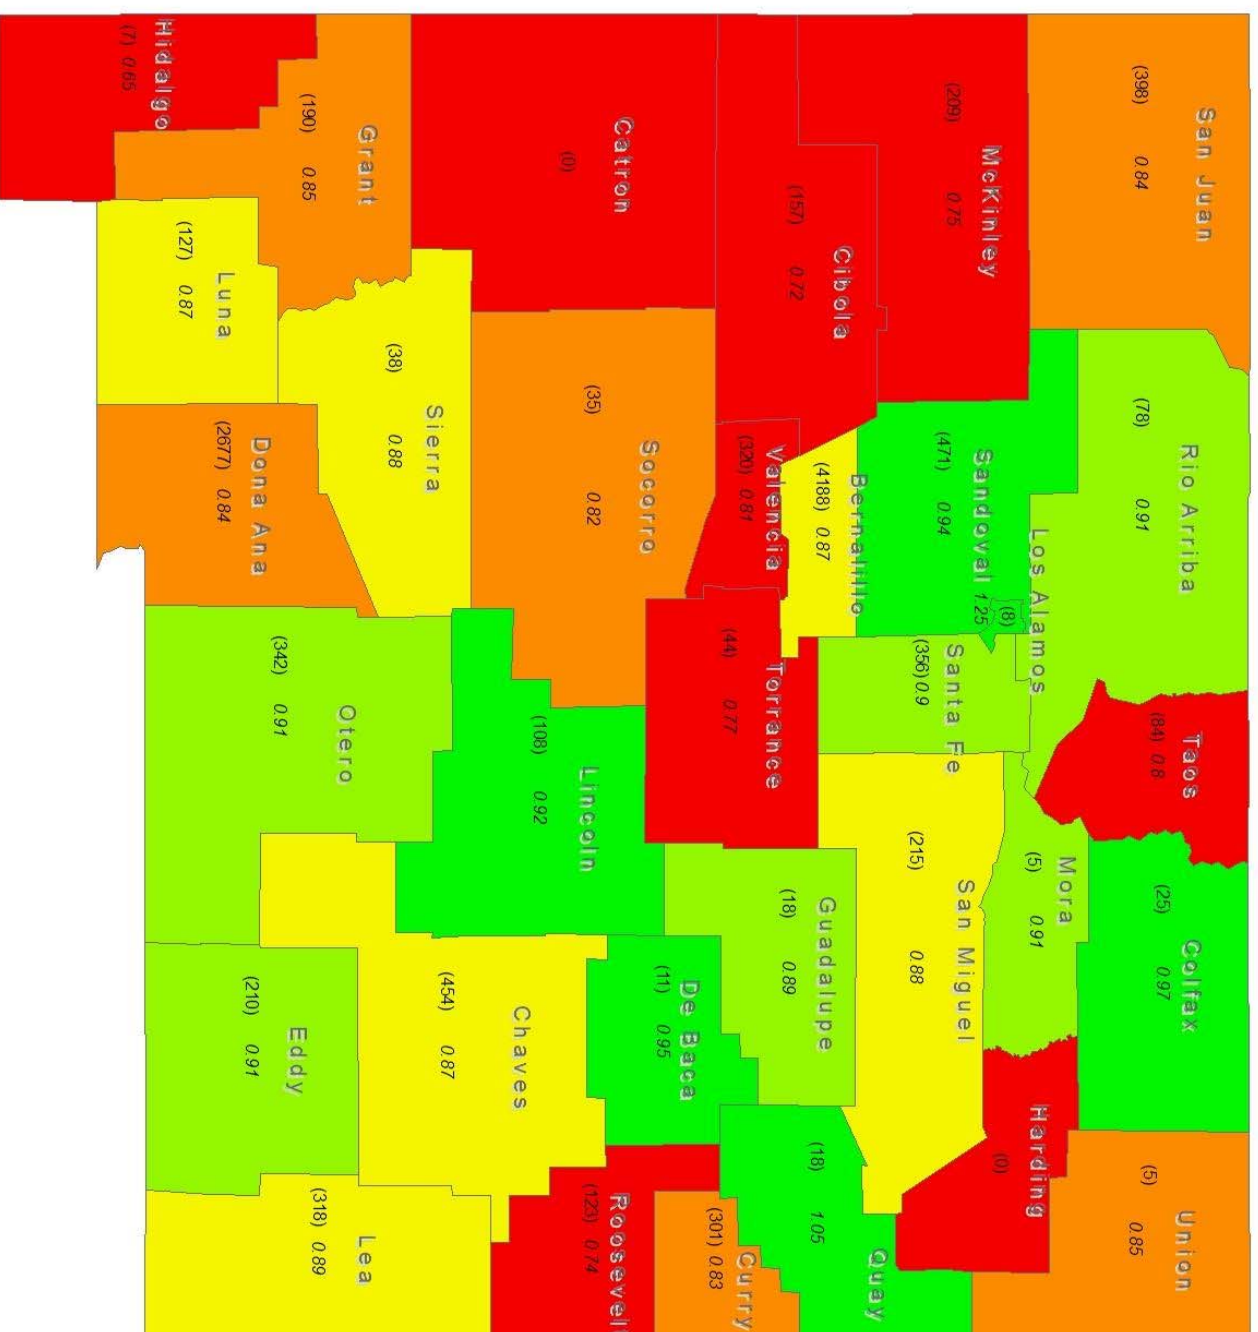 San Juan
(398) 0.84
Rio Arriba
(78) 0.91
Taos
(84) 0.8
Colfax
(25) 0.97
Union
(5) 0.85
McKinley
(209) 0.75
Sandoval
(471) 0.94
Los Alamos
(8)
1.25
Mora
(5) 0.91
Harding
(0)
Cibola
(157) 0.72
Bernalillo
(4188) 0.87
Santa Fe
(356) 0.9
San Miguel
(215) 0.88
Quay
(18) 1.05
Valencia
(320) 0.81
Torrance
(44) 0.77
Guadalupe
(18) 0.89
Curry
(301) 0.83
Catron
(0)
Socorro
(35) 0.82
Lincoln
(108) 0.92
De Baca
(11) 0.95
Roosevel
(123) 0.74
Chaves
(454) 0.87
Grant
(190) 0.85
Sierra
(38) 0.88
Otero
(342) 0.91
Eddy
(210) 0.91
Lea
(318) 0.89
Hidalgo
(7) 0.65
Luna
(127) 0.87
Dona Ana
(2677) 0.84